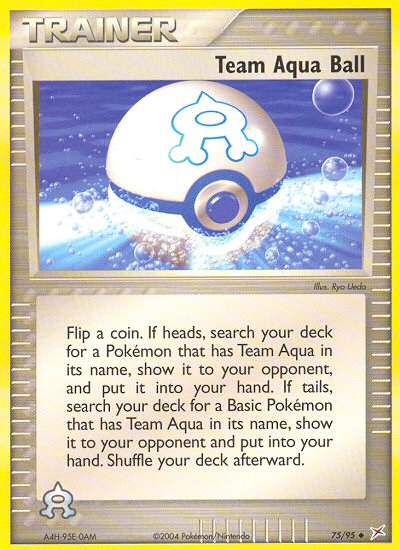 TRAINER
Team Aqua Ball
Illus. Ryo Ueda
Flip a coin. If heads, search your deck
for a Pokémon that has Team Aqua in
its name, show it to your opponent,
and put it into your hand. If tails,
search your deck for a Basic Pokémon
that has Team Aqua in its name, show
it to your opponent and put into your
hand. Shuffle your deck afterward.
A4H-95E-0AM
©2004 Pokémon/Nintendo
75/95